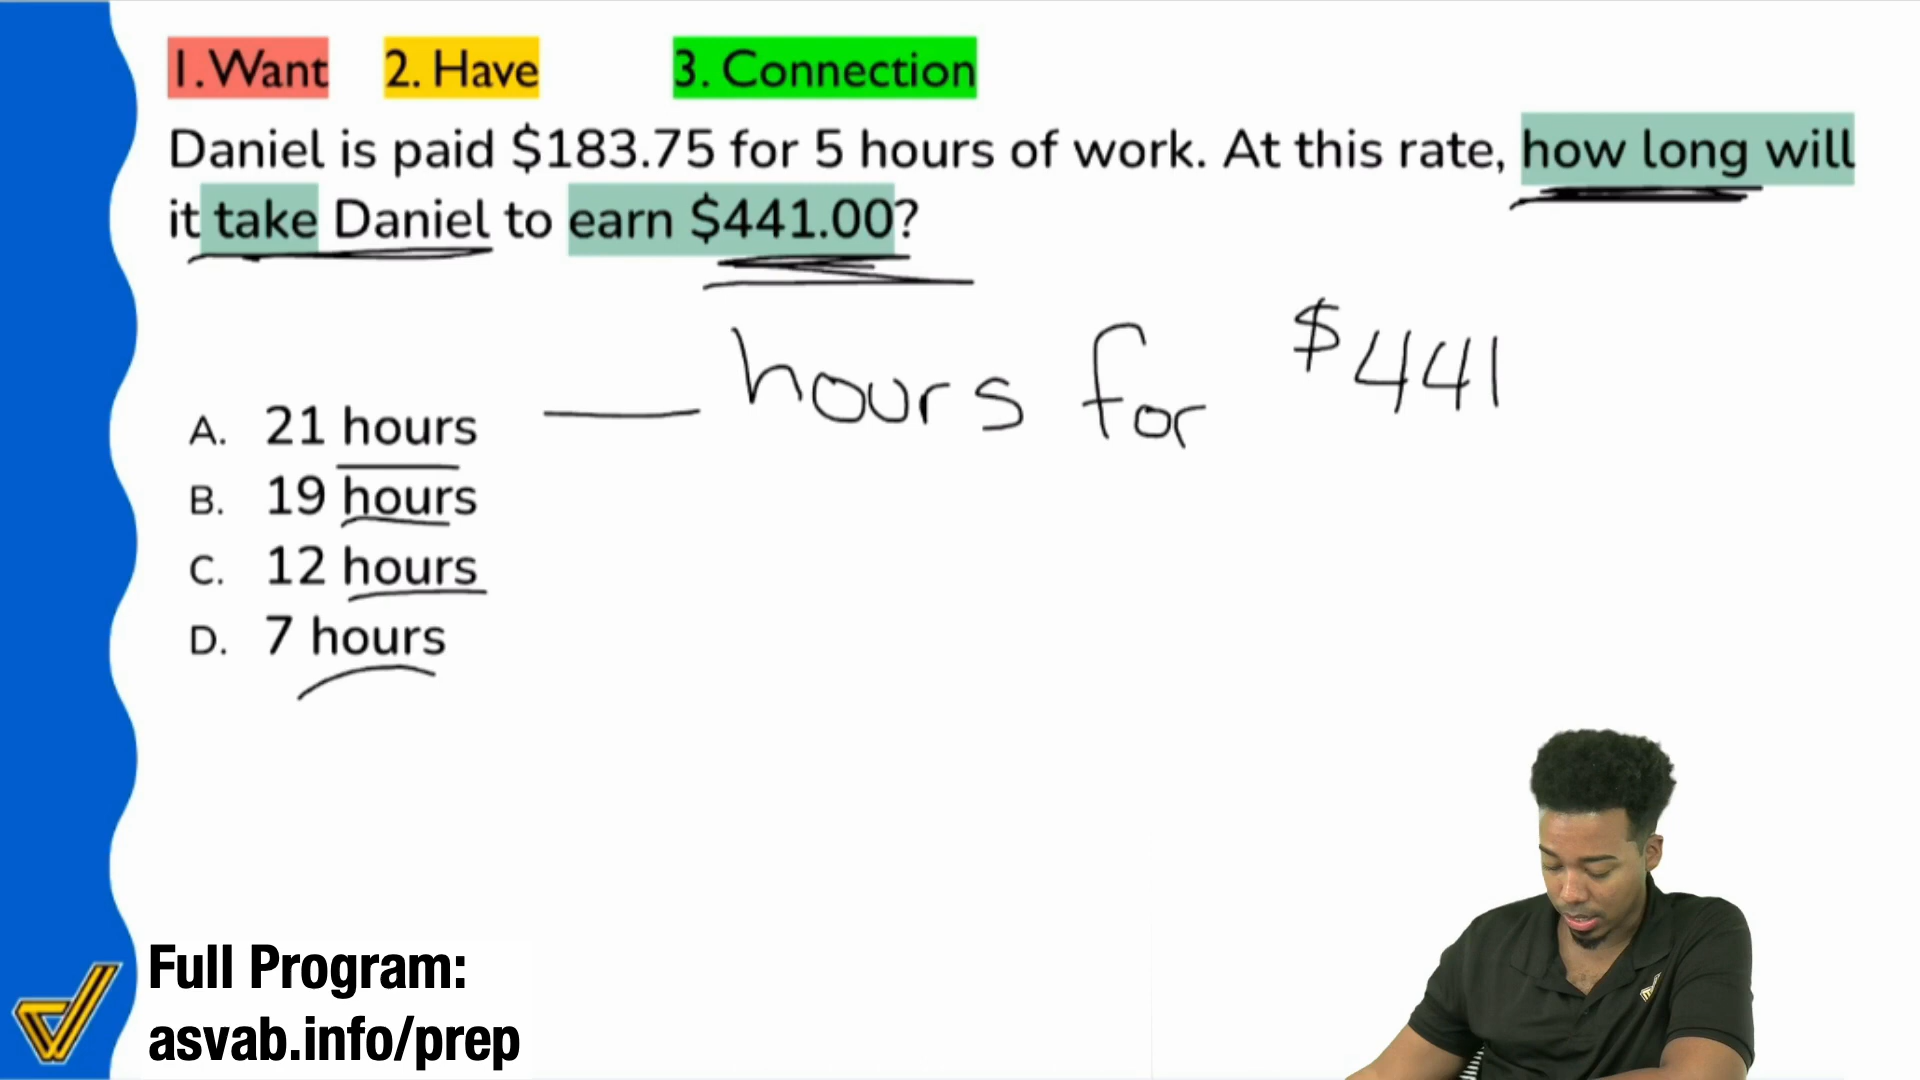 1. Want 2. Have 3. Connection
Daniel is paid $183.75 for 5 hours of work. At this rate, how long will
it take Daniel to earn $441.00?
____ hours for $441
A. 21 hours
B. 19 hours
C. 12 hours
D. 7 hours
Full Program:
asvab.info/prep